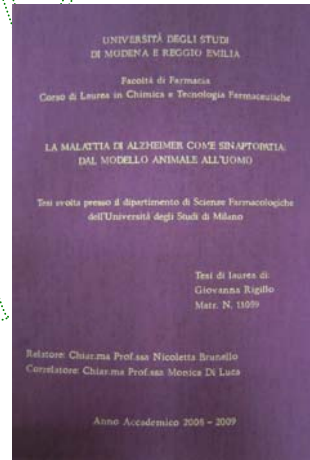 UNIVERSITÀ DEGLI STUDI
DI MODENA E REGGIO EMILIA
Facoltà di Farmacia
Corso di Laurea in Chimica e Tecnologia Farmaceutiche
LA MALATTIA DI ALZHEIMER COME SINAPTOPATIA:
DAL MODELLO ANIMALE ALL'UOMO
Tesi svolta presso il dipartimento di Scienze Farmacologiche
dell'Università degli Studi di Milano
Tesi di laurea di:
Giovanna Rigillo
Matr. N.
Relatore: Chiar.ma Prof.ssa Nicoletta Brunello
Correlatore: Chiar.ma Prof.ssa Monica Di Luca
Anno Accademico 2008 - 2009